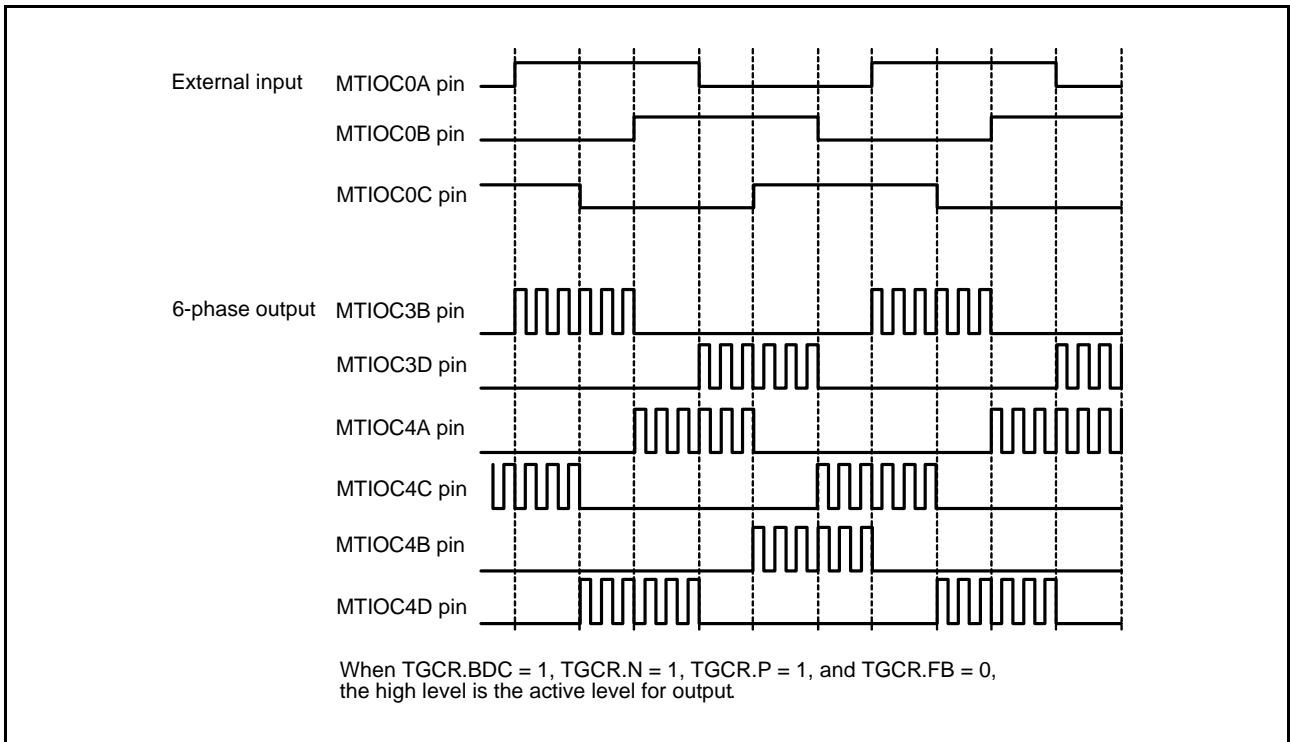 External input MTIOC0A pin
MTIOC0B pin
MTIOC0C pin
6-phase output MTIOC3B pin
MTIOC3D pin
MTIOC4A pin
MTIOC4C pin
MTIOC4B pin
MTIOC4D pin
When TGCR.BDC = 1, TGCR.N = 1, TGCR.P = 1, and TGCR.FB = 0,
the high level is the active level for output.